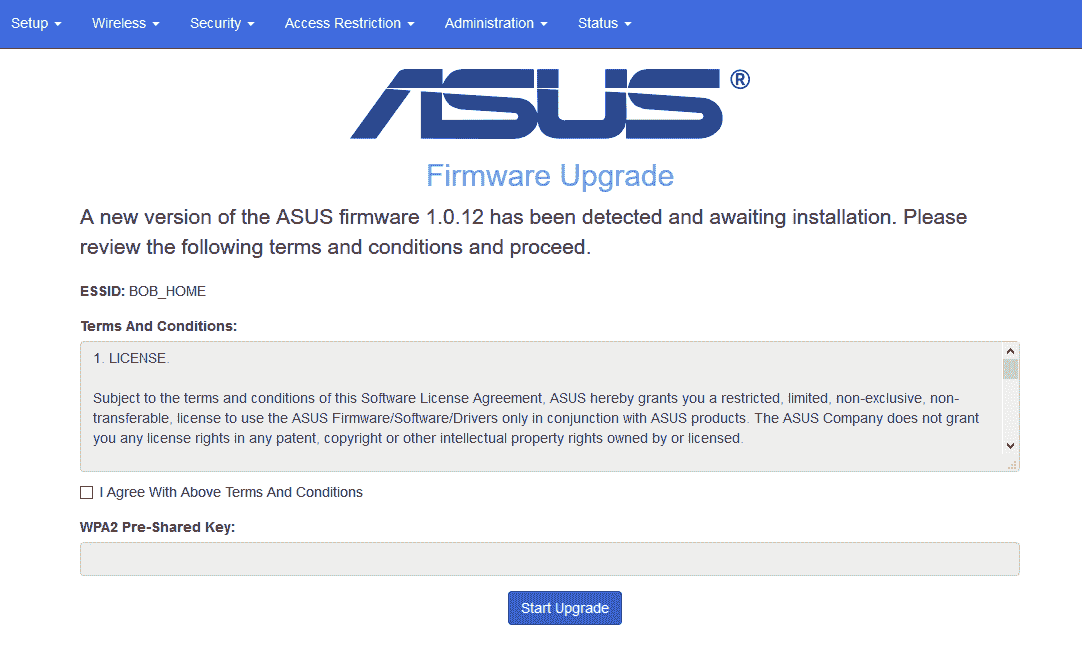 Setup Wireless Security Access Restriction Administration Status
ASUS®
Firmware Upgrade
A new version of the ASUS firmware 1.0.12 has been detected and awaiting installation. Please
review the following terms and conditions and proceed.
ESSID: BOB_HOME
Terms And Conditions:
1. LICENSE.
Subject to the terms and conditions of this Software License Agreement, ASUS hereby grants you a restricted, limited, non-exclusive, non-
transferable, license to use the ASUS Firmware/Software/Drivers only in conjunction with ASUS products. The ASUS Company does not grant
you any license rights in any patent, copyright or other intellectual property rights owned by or licensed.
I Agree With Above Terms And Conditions
WPA2 Pre-Shared Key:
Start Upgrade